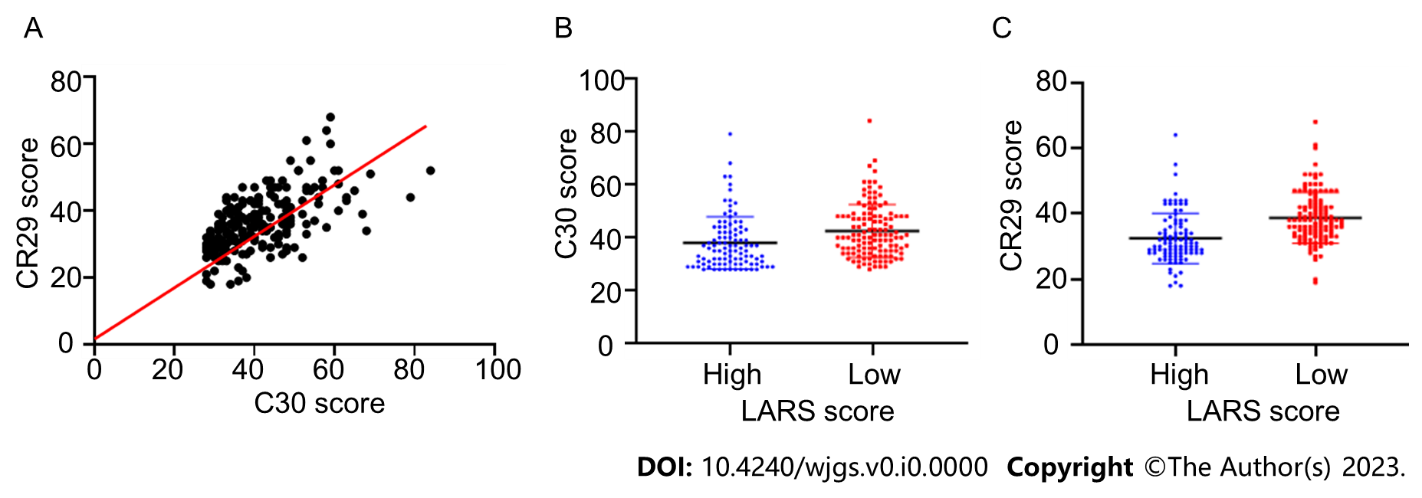 A
CR29 score
80
60
40
20
0
0 20 40 60 80 100
C30 score
B
C30 score
100
80
60
40
20
0
High Low
LARS score
C
CR29 score
80
60
40
20
0
High Low
LARS score
DOI: 10.4240/wjgs.v0.i0.0000 Copyright ©The Author(s) 2023.